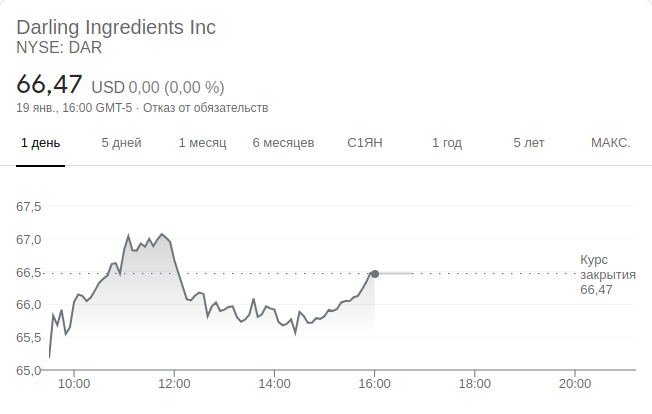 Darling Ingredients Inc
NYSE: DAR
66,47 USD 0,00 (0,00 %)
19 янв., 16:00 GMT-5 · Отказ от обязательств
1 день 5 дней 1 месяц 6 месяцев С1ЯН 1 год 5 лет МАКС.
67,5
67,0
66,5
66,0
65,5
65,0
Курс
закрытия
66,47
10:00 12:00 14:00 16:00 18:00 20:00